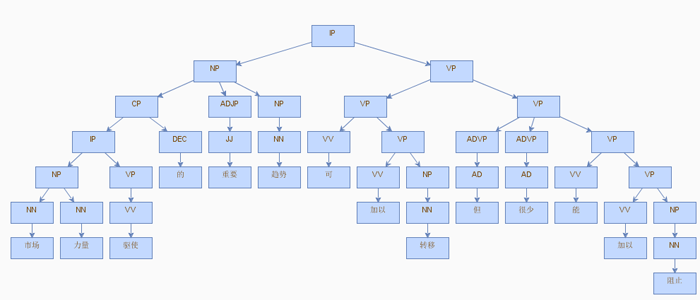 IP
NP VP
CP ADJP NP VP VP
IP DEC JJ NN VV VP ADVP ADVP VP
NP VP 的 重要 趋势 可 VV NP AD AD VV VP
NN NN VV 加以 NN 但 很少 能 VV NP
市场 力量 驱使 转移 加以 NN
阻止